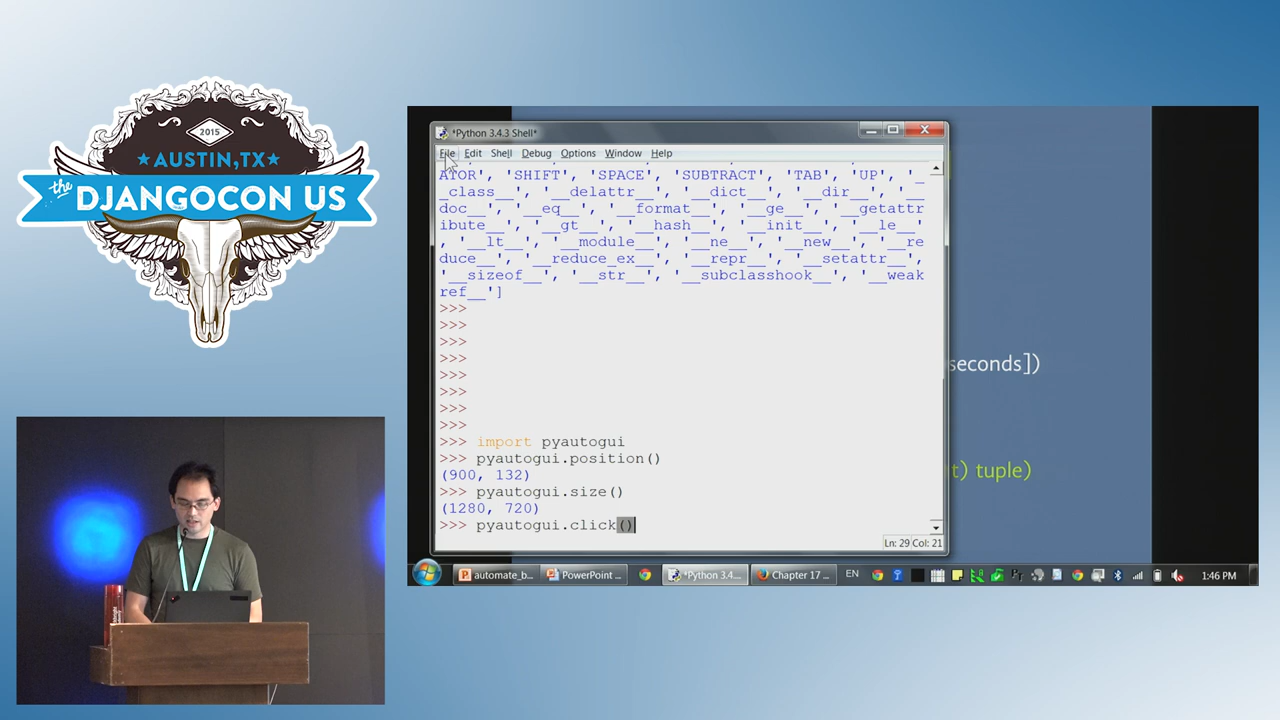 2015
AUSTIN,TX
the
DJANGOCON US
*Python 3.4.3 Shell*
File Edit Shell Debug Options Window Help
ATOR', 'SHIFT', 'SPACE', 'SUBTRACT', 'TAB', 'UP', '_
_class__', '__delattr__', '__dict__', '__dir__', '__
doc__', '__eq__', '__format__', '__ge__', '__getattr
ibute__', '__gt__', '__hash__', '__init__', '__le__'
, '__lt__', '__module__', '__ne__', '__new__', '__re
duce__', '__reduce_ex__', '__repr__', '__setattr__',
'__sizeof__', '__str__', '__subclasshook__', '__weak
ref__']
>>>
>>>
>>>
>>>
>>>
>>>
>>>
>>>
>>> import pyautogui
>>> pyautogui.position()
(900, 132)
>>> pyautogui.size()
(1280, 720)
>>> pyautogui.click()
Ln: 29 Col: 21
seconds])
t) tuple)
automate_b... PowerPoint ... *Python 3.4.... Chapter 17 ... EN 1:46 PM